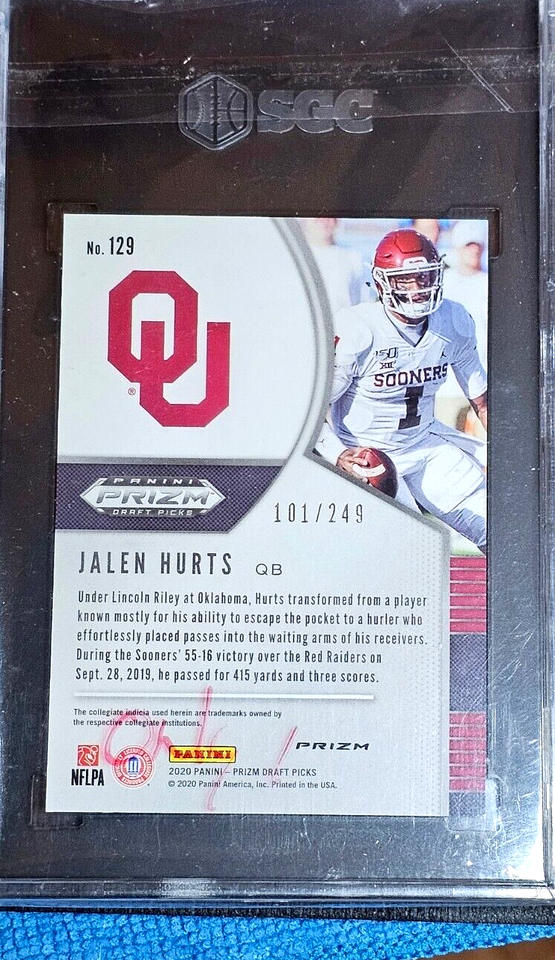 SGC
No. 129
OU
®
150
XII
SOONERS
1
PANINI
PRIZM
DRAFT PICKS
101/249
JALEN HURTS QB
Under Lincoln Riley at Oklahoma, Hurts transformed from a player
known mostly for his ability to escape the pocket to a hurler who
effortlessly placed passes into the waiting arms of his receivers.
During the Sooners' 55-16 victory over the Red Raiders on
Sept. 28, 2019, he passed for 415 yards and three scores.
The collegiate indicia used herein are trademarks owned by
the respective collegiate institutions.
PRIZM
NFLPA
PANINI
2020 PANINI – PRIZM DRAFT PICKS
© 2020 Panini America, Inc. Printed in the USA.